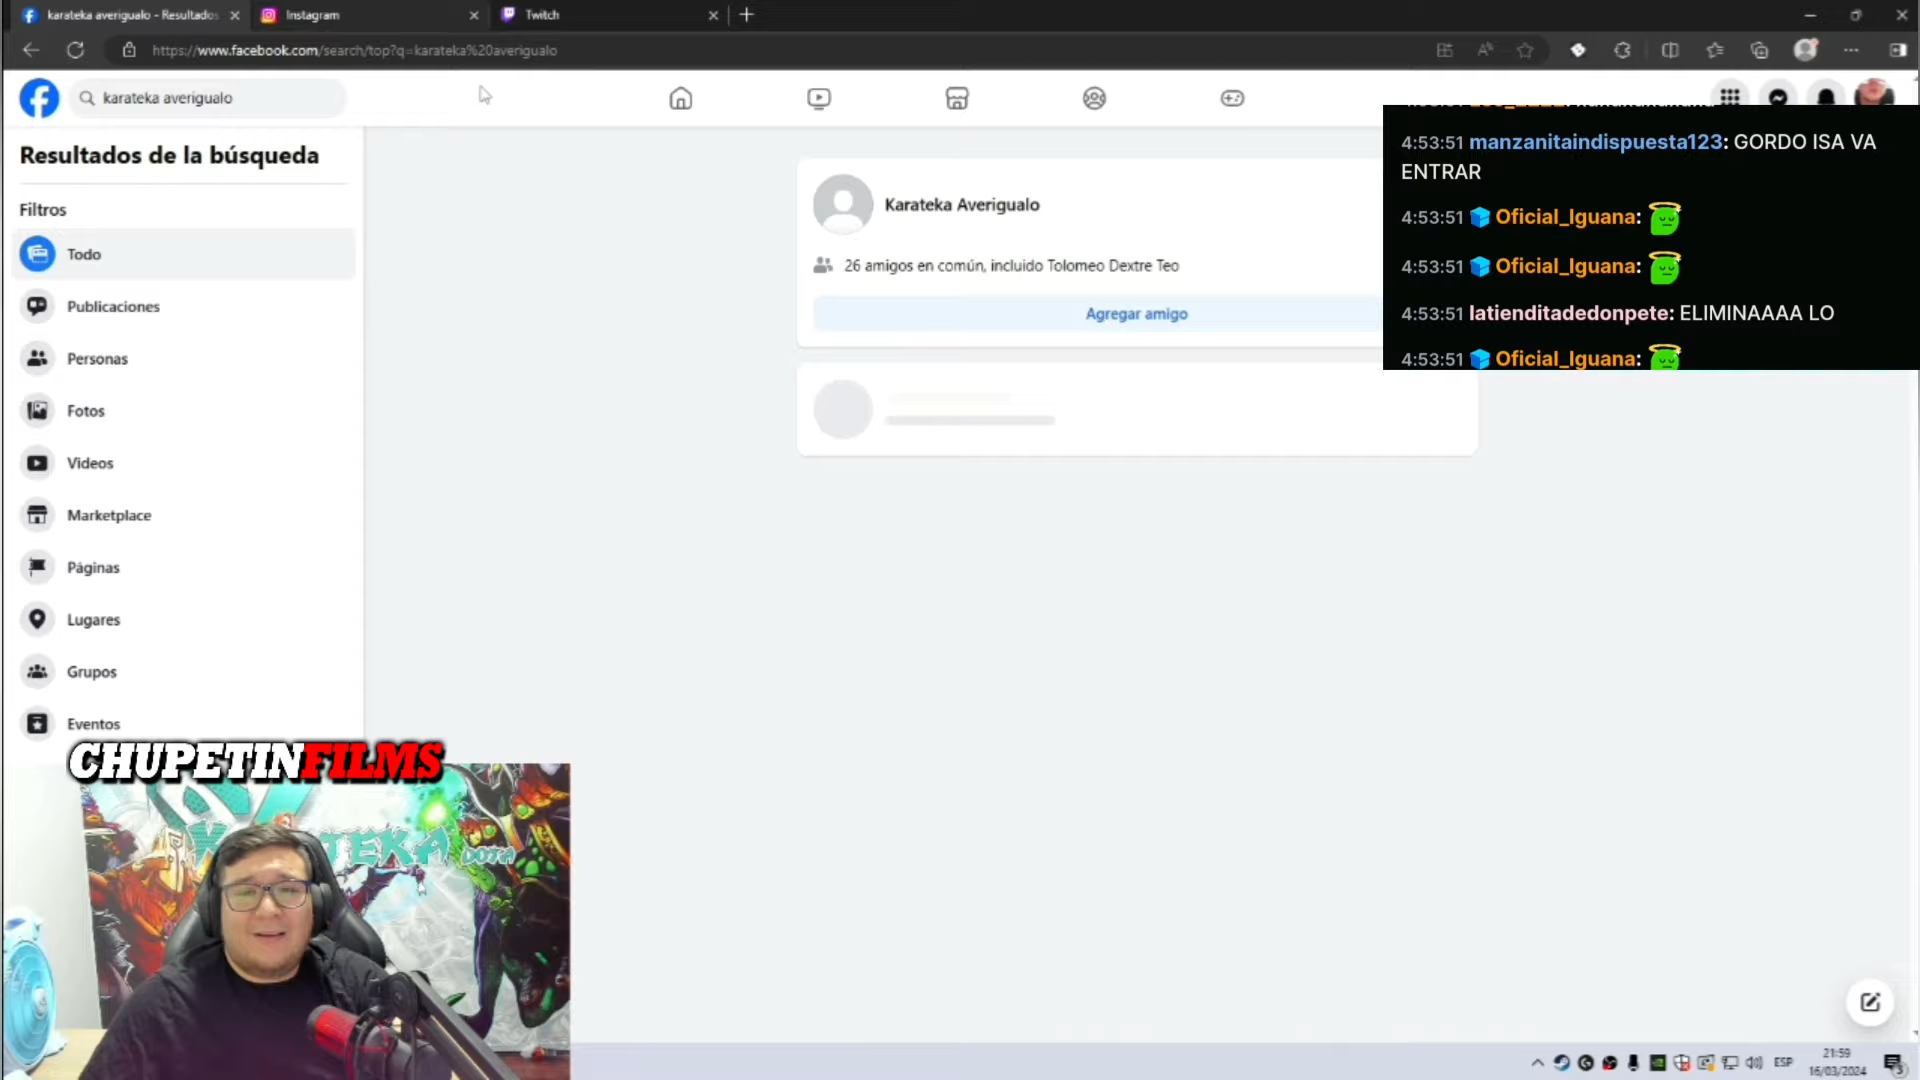 karateka averigualo - Resultados
Instagram
Twitch
https://www.facebook.com/search/top?q=karateka%20averigualo
karateka averigualo
Resultados de la búsqueda
Filtros
Todo
Publicaciones
Personas
Fotos
Videos
Marketplace
Páginas
Lugares
Grupos
Eventos
Karateka Averigualo
26 amigos en común, incluido Tolomeo Dextre Teo
Agregar amigo
4:53:51 manzanitaindispuesta123: GORDO ISA VA
ENTRAR
4:53:51 Oficial_Iguana:
4:53:51 Oficial_Iguana:
4:53:51 latienditadedonpete: ELIMINAAAA LO
4:53:51 Oficial_Iguana:
CHUPETINFILMS
DOTA
ESP
21:59
16/03/2024